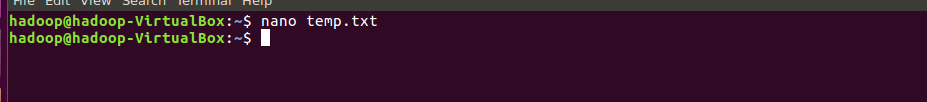 File Edit View Search Terminal Help
hadoop@hadoop-VirtualBox:~$ nano temp.txt
hadoop@hadoop-VirtualBox:~$